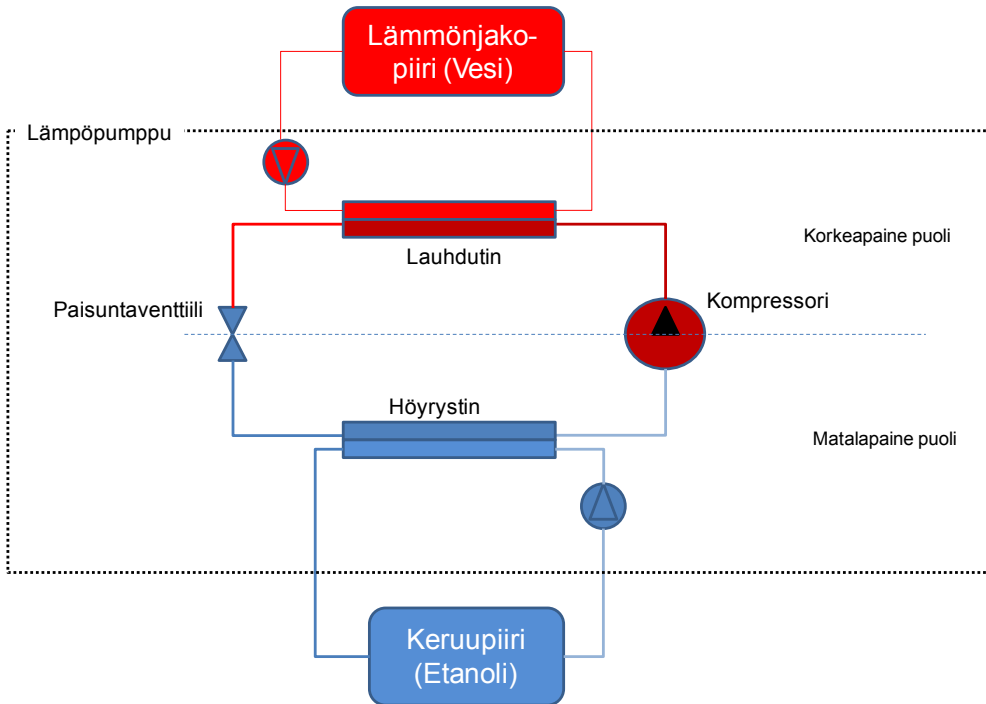 Lämmönjako-
piiri (Vesi)
Lämpöpumppu
Korkeapaine puoli
Lauhdutin
Paisuntaventtiili
Kompressori
Höyrystin
Matalapaine puoli
Keruupiiri
(Etanoli)